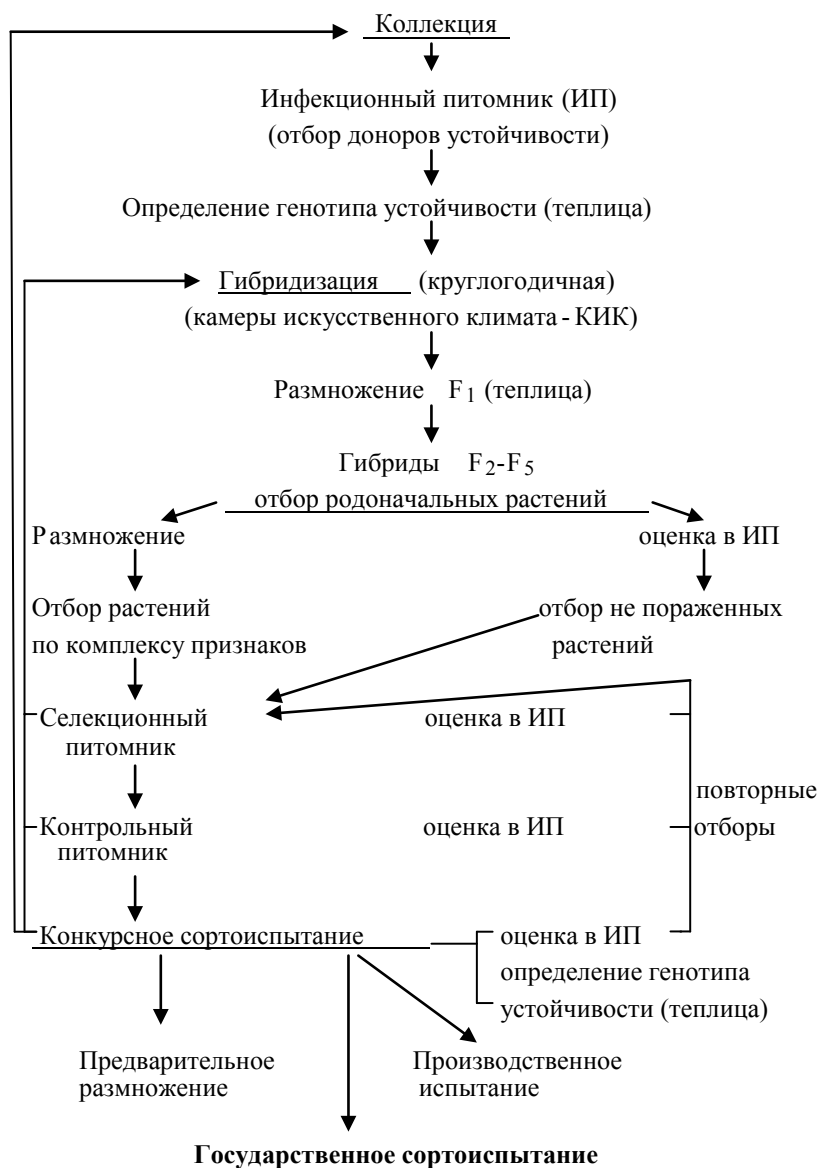 Коллекция
Инфекционный питомник (ИП)
(отбор доноров устойчивости)
Определение генотипа устойчивости (теплица)
Гибридизация (круглогодичная)
(камеры искусственного климата - КИК)
Размножение F1 (теплица)
Гибриды F2-F5
отбор родоначальных растений
Размножение
оценка в ИП
Отбор растений
по комплексу признаков
отбор не пораженных
растений
Селекционный
питомник
оценка в ИП
повторные
отборы
Контрольный
питомник
оценка в ИП
Конкурсное сортоиспытание
оценка в ИП
определение генотипа
устойчивости (теплица)
Предварительное
размножение
Производственное
испытание
Государственное сортоиспытание